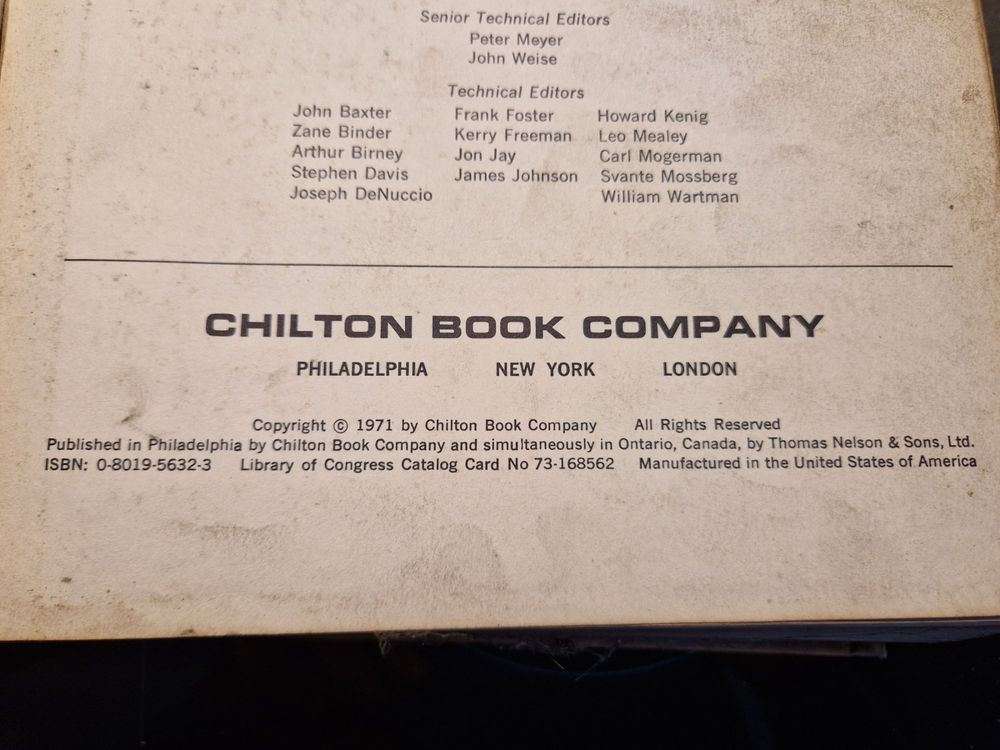 Senior Technical Editors
Peter Meyer
John Weise
Technical Editors
John Baxter
Zane Binder
Arthur Birney
Stephen Davis
Joseph DeNuccio
Frank Foster
Kerry Freeman
Jon Jay
James Johnson
Howard Kenig
Leo Mealey
Carl Mogerman
Svante Mossberg
William Wartman
CHILTON BOOK COMPANY
PHILADELPHIA NEW YORK LONDON
Copyright © 1971 by Chilton Book Company All Rights Reserved
Published in Philadelphia by Chilton Book Company and simultaneously in Ontario, Canada, by Thomas Nelson & Sons, Ltd.
ISBN: 0-8019-5632-3 Library of Congress Catalog Card No 73-168562 Manufactured in the United States of America